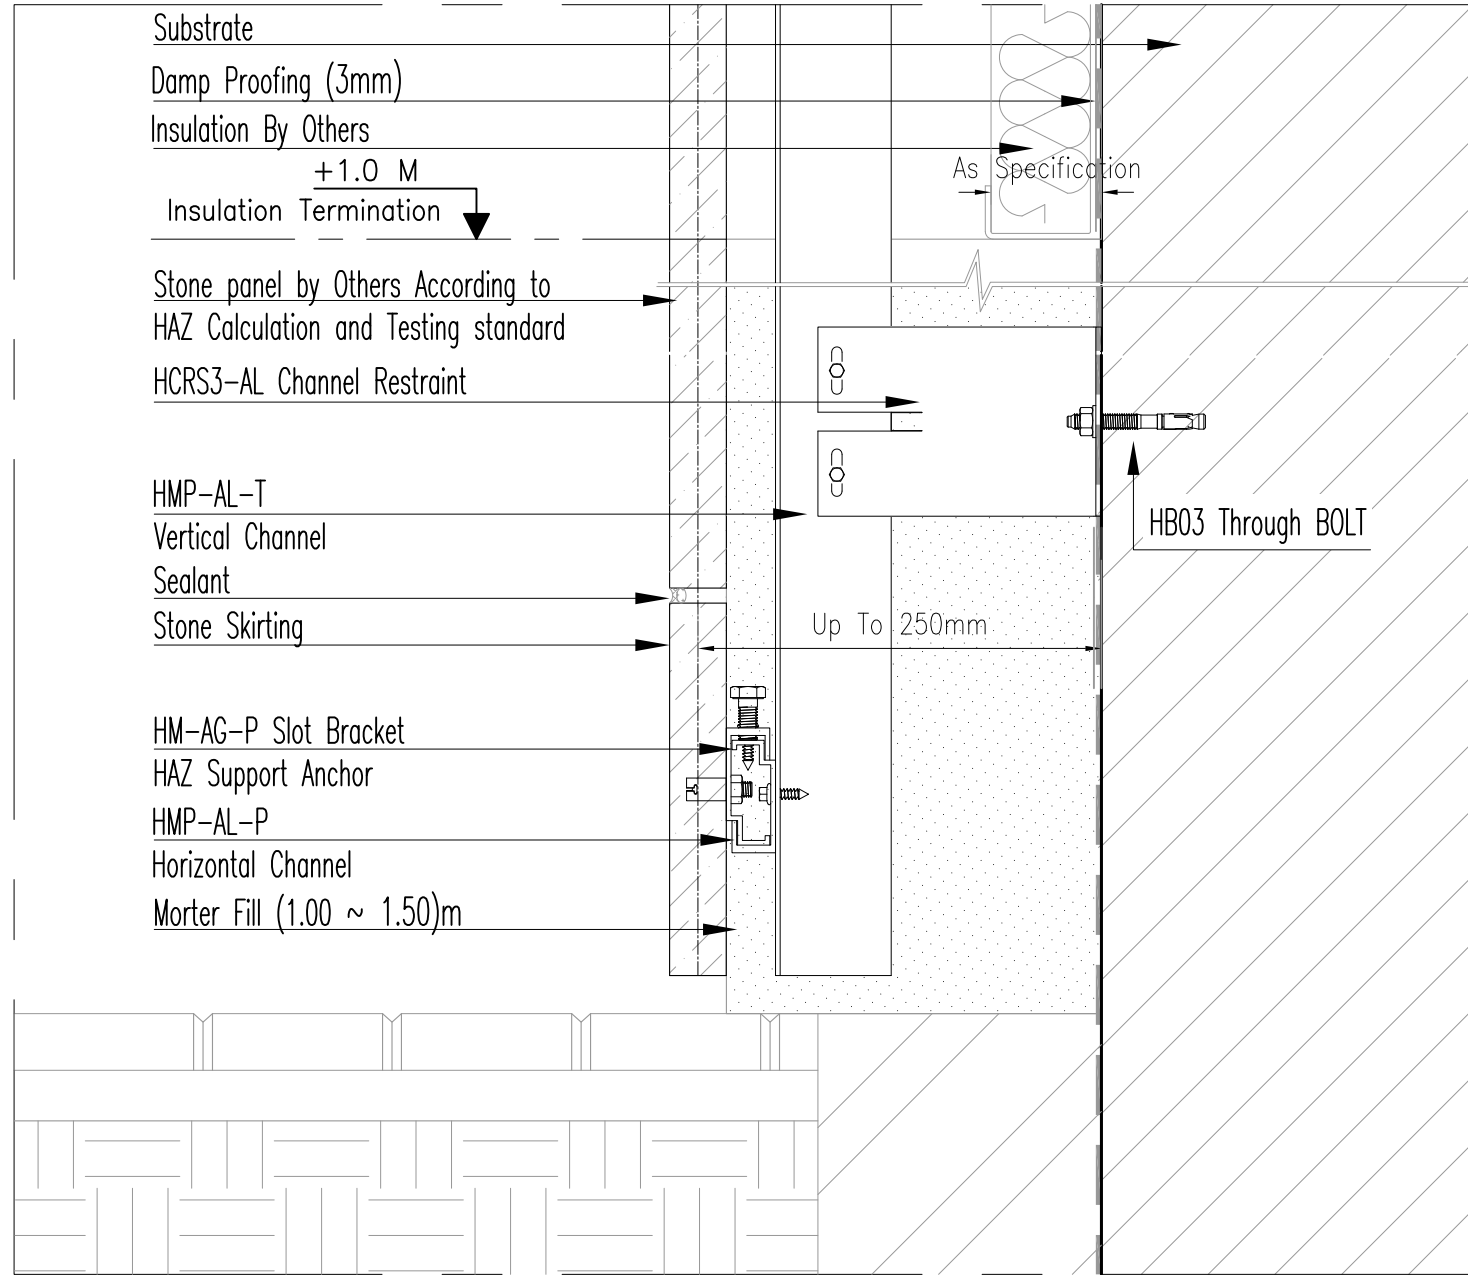 Substrate
Damp Proofing (3mm)
Insulation By Others
As Specification
+1.0 M
Insulation Termination
Stone panel by Others According to
HAZ Calculation and Testing standard
HCRS3-AL Channel Restraint
HMP-AL-T
Vertical Channel
HB03 Through BOLT
Sealant
Stone Skirting
Up To 250mm
HM-AG-P Slot Bracket
HAZ Support Anchor
HMP-AL-P
Horizontal Channel
Morter Fill (1.00 ~ 1.50)m